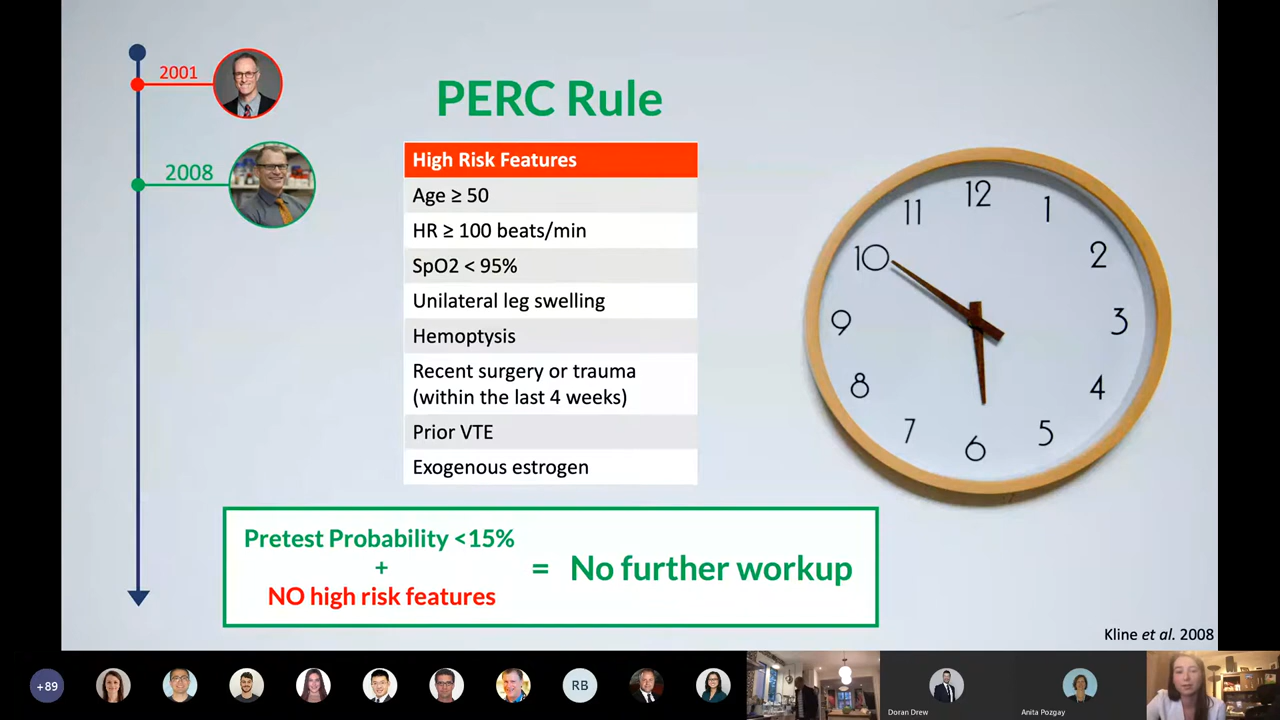 2001
2008
PERC Rule
High Risk Features
Age ≥ 50
HR ≥ 100 beats/min
SpO2 < 95%
Unilateral leg swelling
Hemoptysis
Recent surgery or trauma
(within the last 4 weeks)
Prior VTE
Exogenous estrogen
12
1
2
3
4
5
6
7
8
9
10
11
Pretest Probability <15%
+
NO high risk features
= No further workup
Kline et al. 2008
+89
RB
Doran Drew
Anita Pozgay